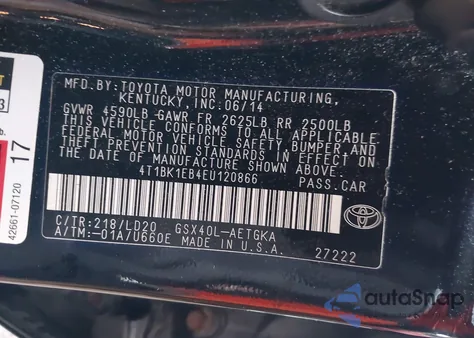 MFD.BY:TOYOTA MOTOR MANUFACTURING,
KENTUCKY, INC: 06/14
GVWR 4590LB GAWR FR 2625LB RR 2500LB
THIS VEHICLE CONFORMS TO ALL APPLICABLE
FEDERAL MOTOR VEHICLE SAFETY, BUMPER,
AND THEFT PREVENTION STANDARDS IN EFFECT
ON THE DATE OF MANUFACTURE SHOWN ABOVE.
4T1BK1EB4EU120866 PASS.CAR
C/TR:218/LD20 GSX40L-AETGKA
A/TM:-01A/U660E MADE IN U.S.A.
27222
17
42661-07120
autoSnap